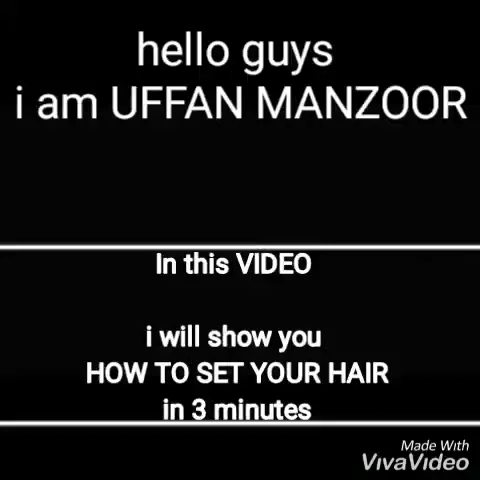 hello guys
i am UFFAN MANZOOR
In this VIDEO
i will show you
HOW TO SET YOUR HAIR
in 3 minutes
Made With
VivaVideo